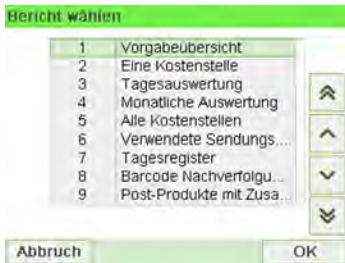 Bericht wählen
1 Vorgabeübersicht
2 Eine Kostenstelle
3 Tagesauswertung
4 Monatliche Auswertung
5 Alle Kostenstellen
6 Verwendete Sendungs...
7 Tagesregister
8 Barcode Nachverfolgu...
9 Post-Produkte mit Zusa...
Abbruch OK